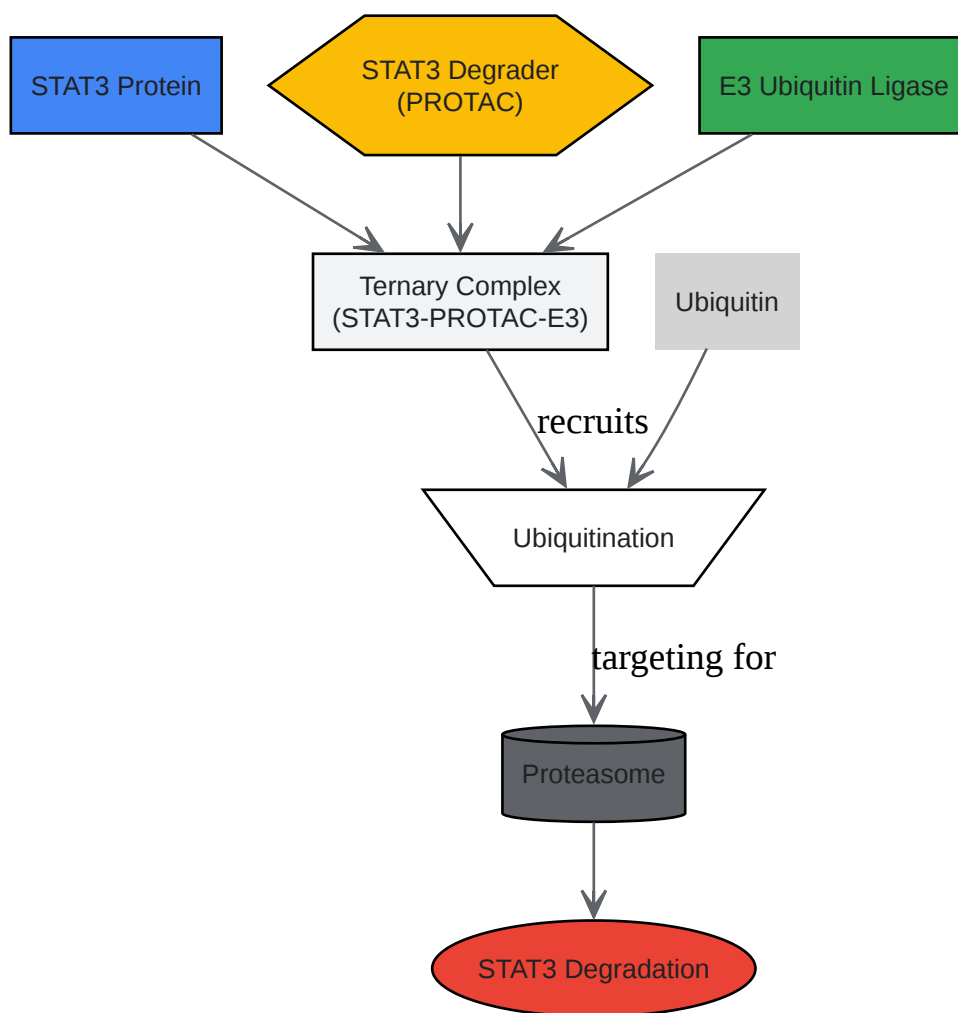 STAT3 Protein
STAT3 Degrader
(PROTAC)
E3 Ubiquitin Ligase
Ternary Complex
(STAT3-PROTAC-E3)
Ubiquitin
recruits
Ubiquitination
targeting for
Proteasome
STAT3 Degradation